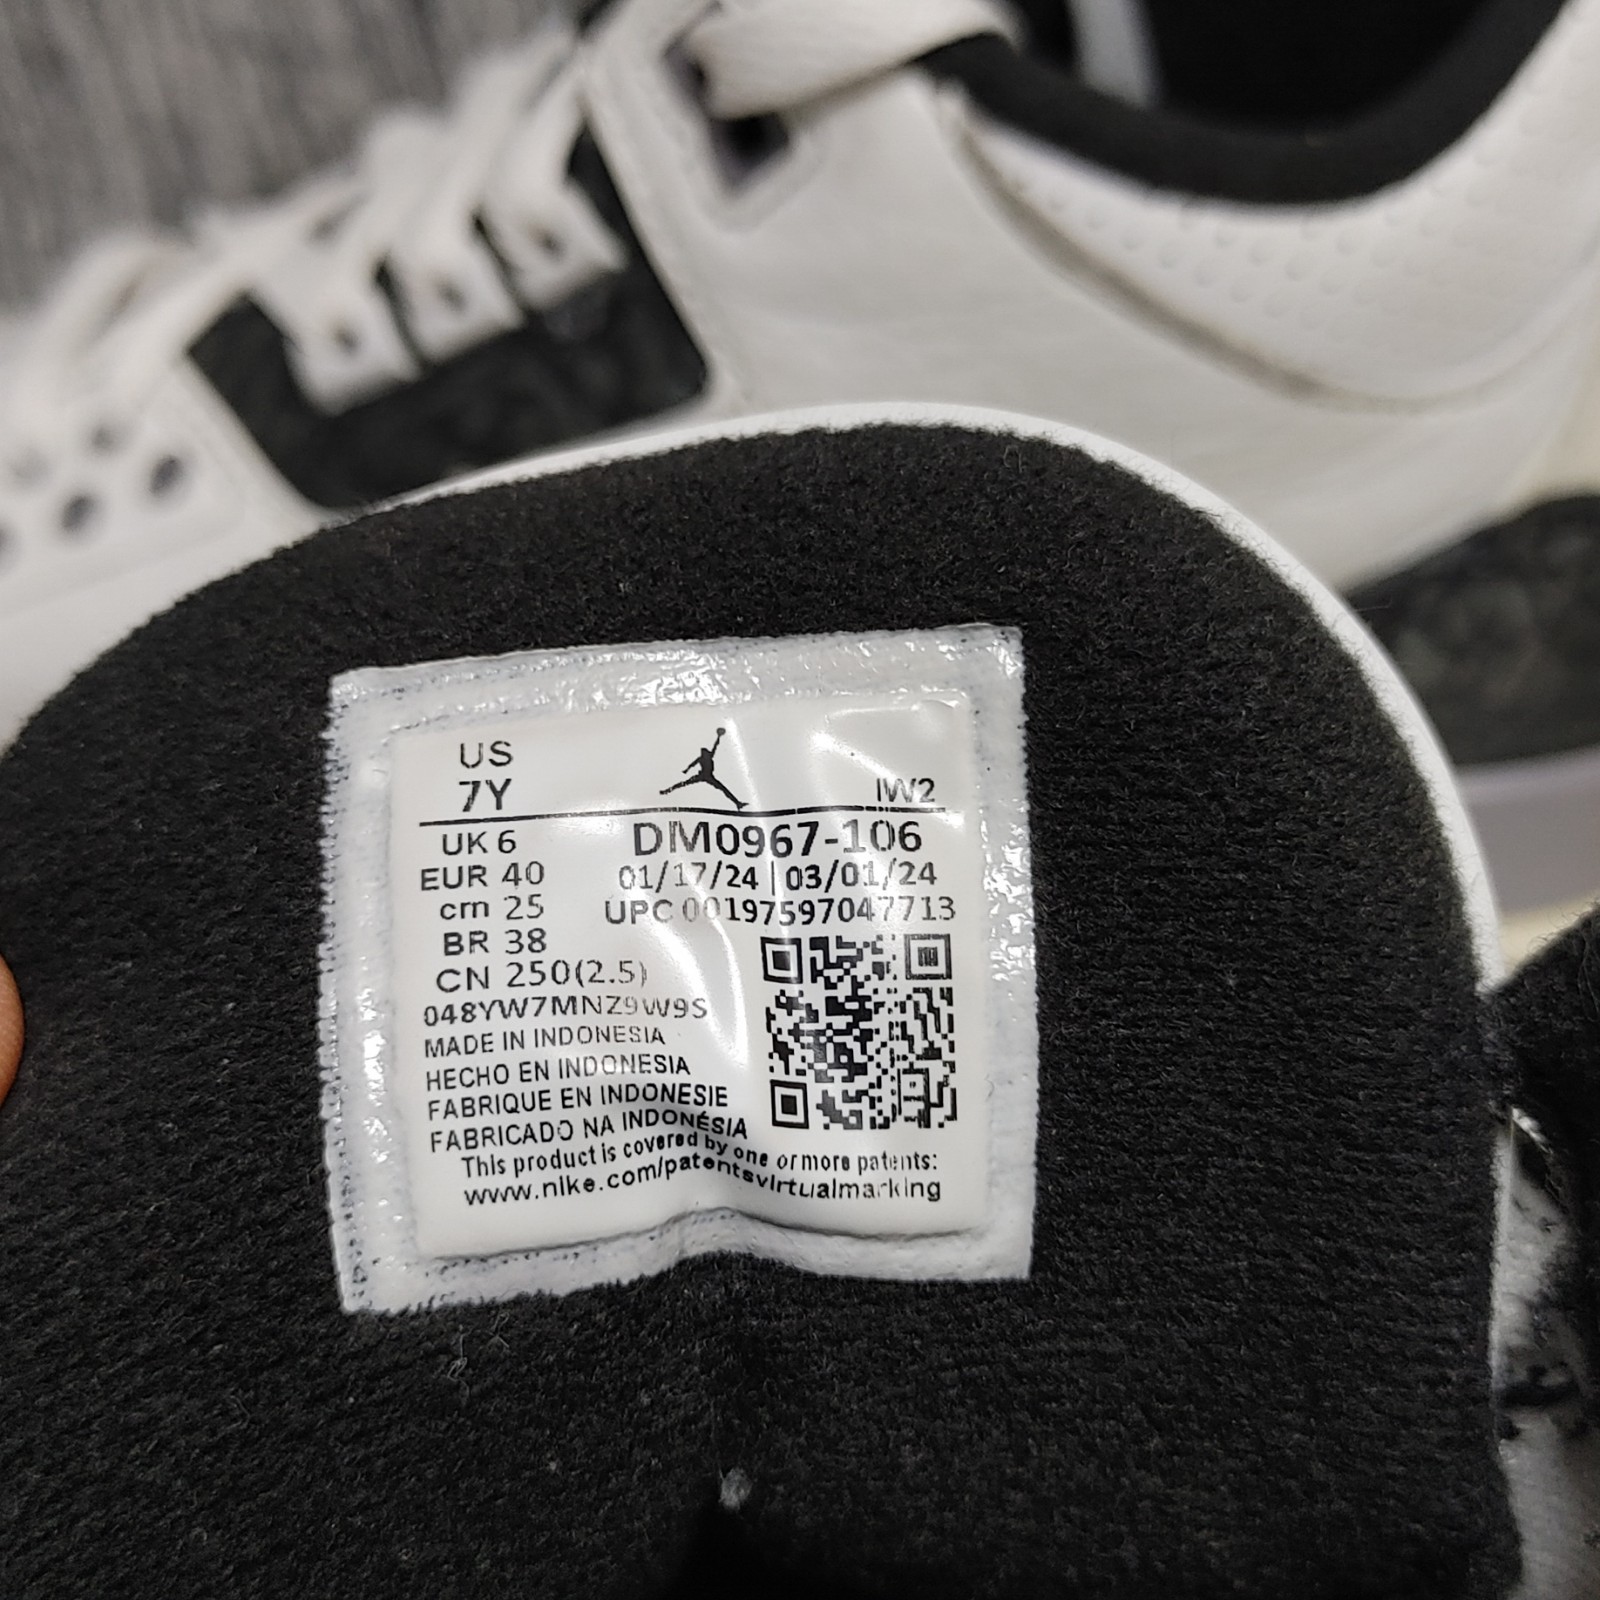 US
7Y
IW2
UK 6
DM0967-106
EUR 40
01/17/24 | 03/01/24
cm 25
UPC 00197597047713
BR 38
CN 250(2.5)
048YW7MNZ9W9S
MADE IN INDONESIA
HECHO EN INDONESIA
FABRIQUE EN INDONESIE
FABRICADO NA INDONÉSIA
This product is covered by one or more patents:
www.nike.com/patentsvirtualmarking